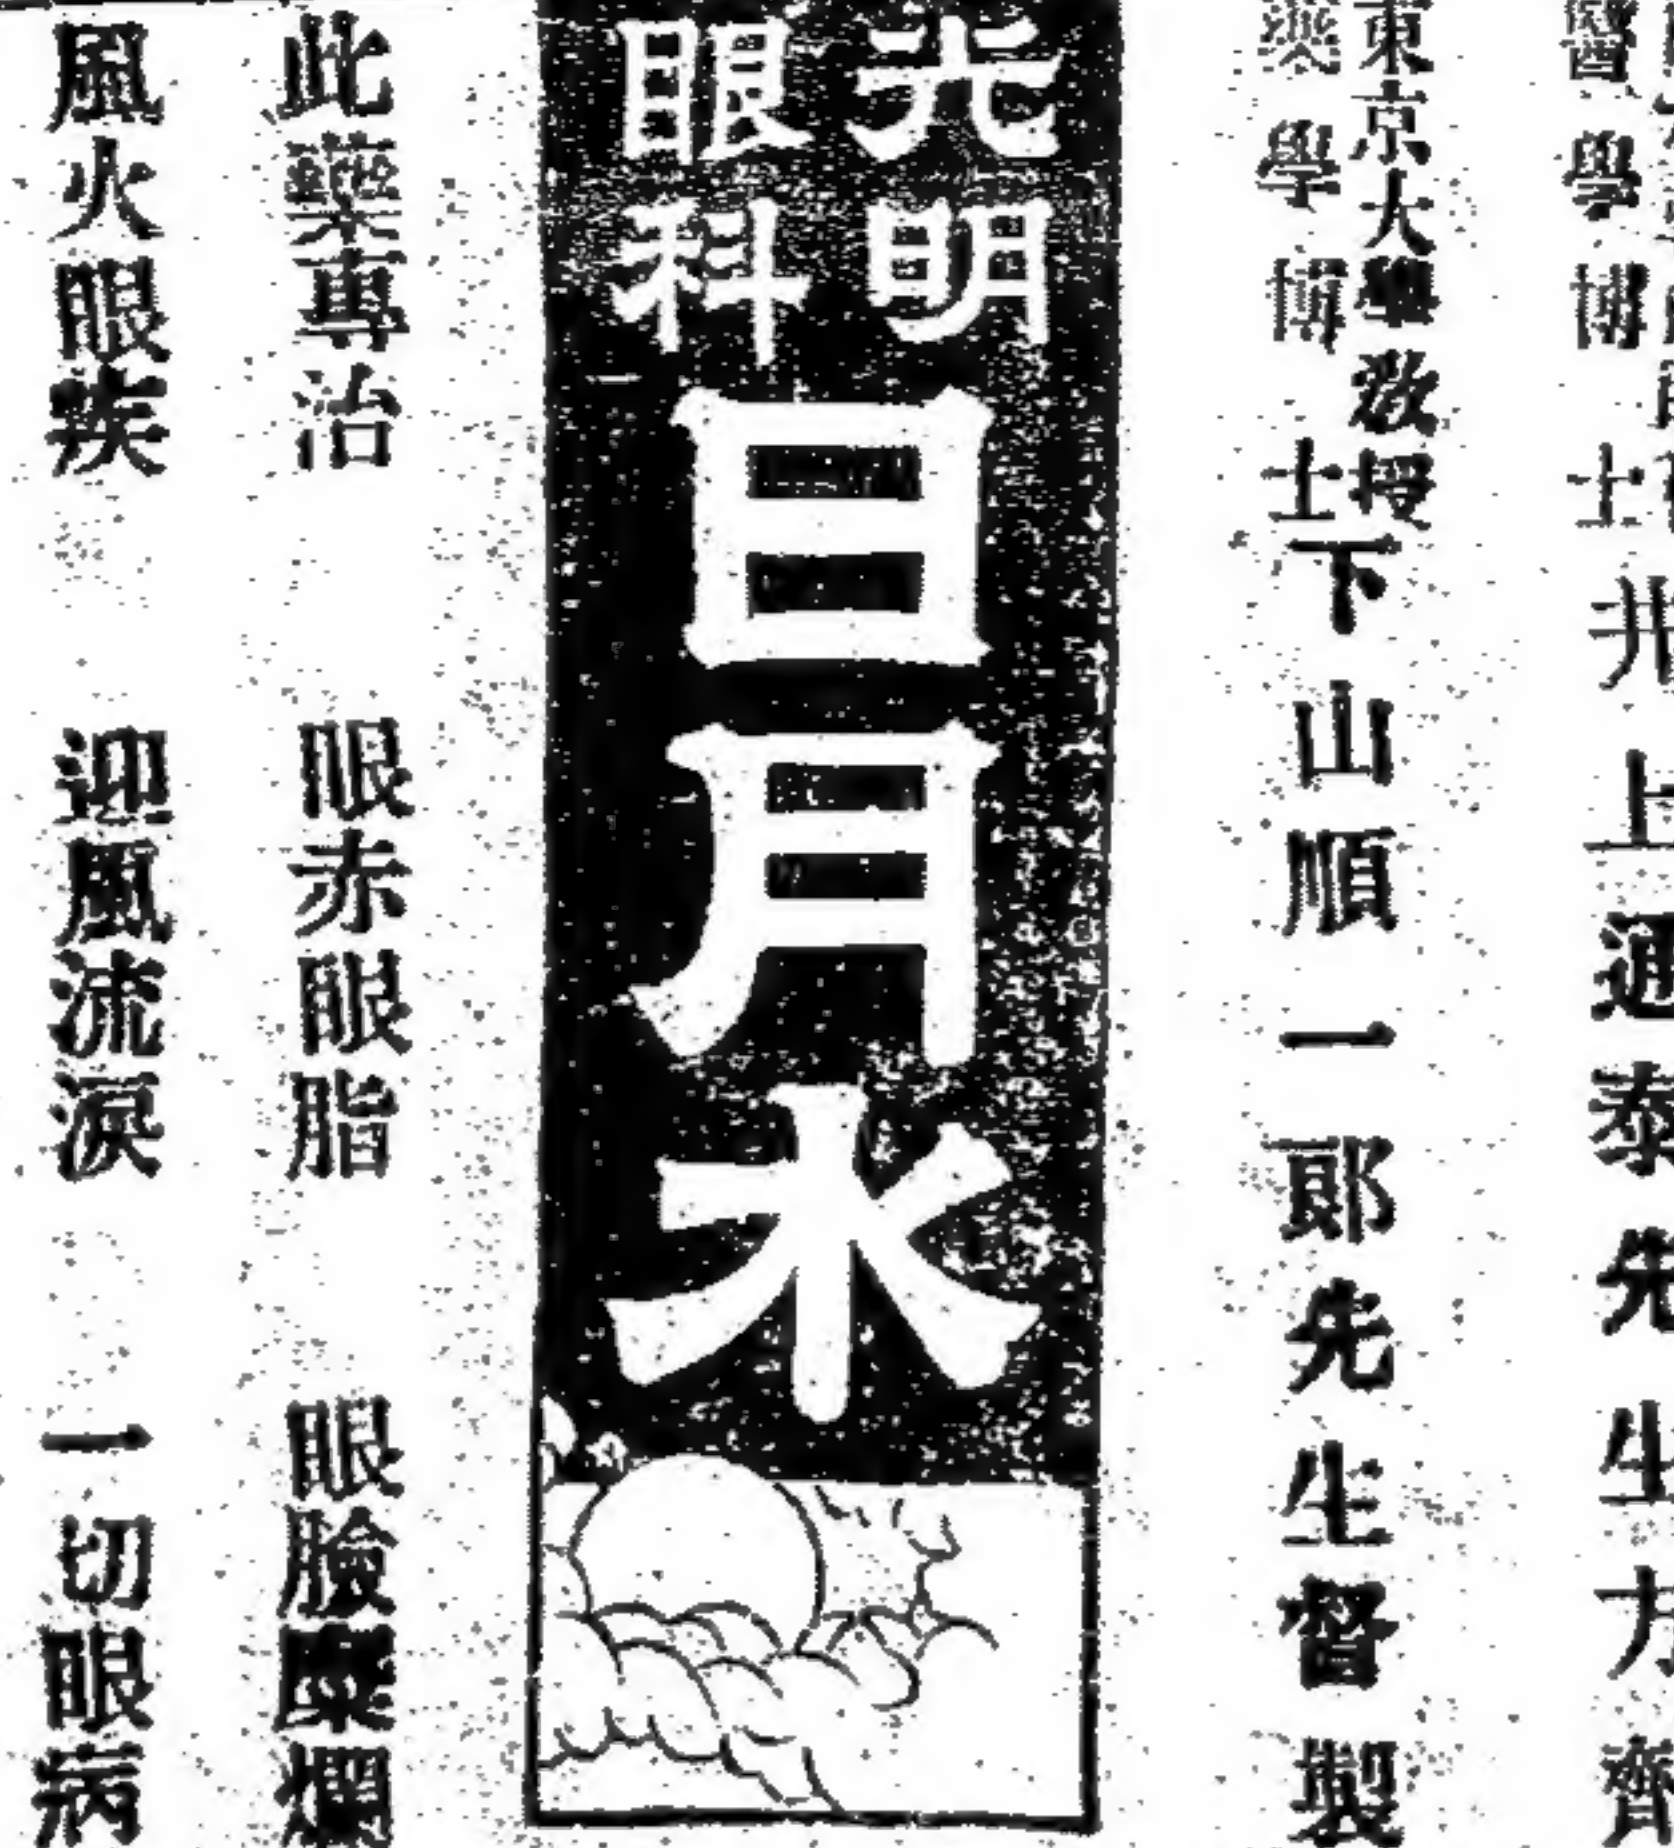 醫學博士井上通泰先生方劑
東京大學教授
藥學博士
下山順一郎先生督製
光明
眼科
日月水
此藥專治 眼赤眼脂 眼臉糜爛
風火眼疾 迎風流淚 一切眼病